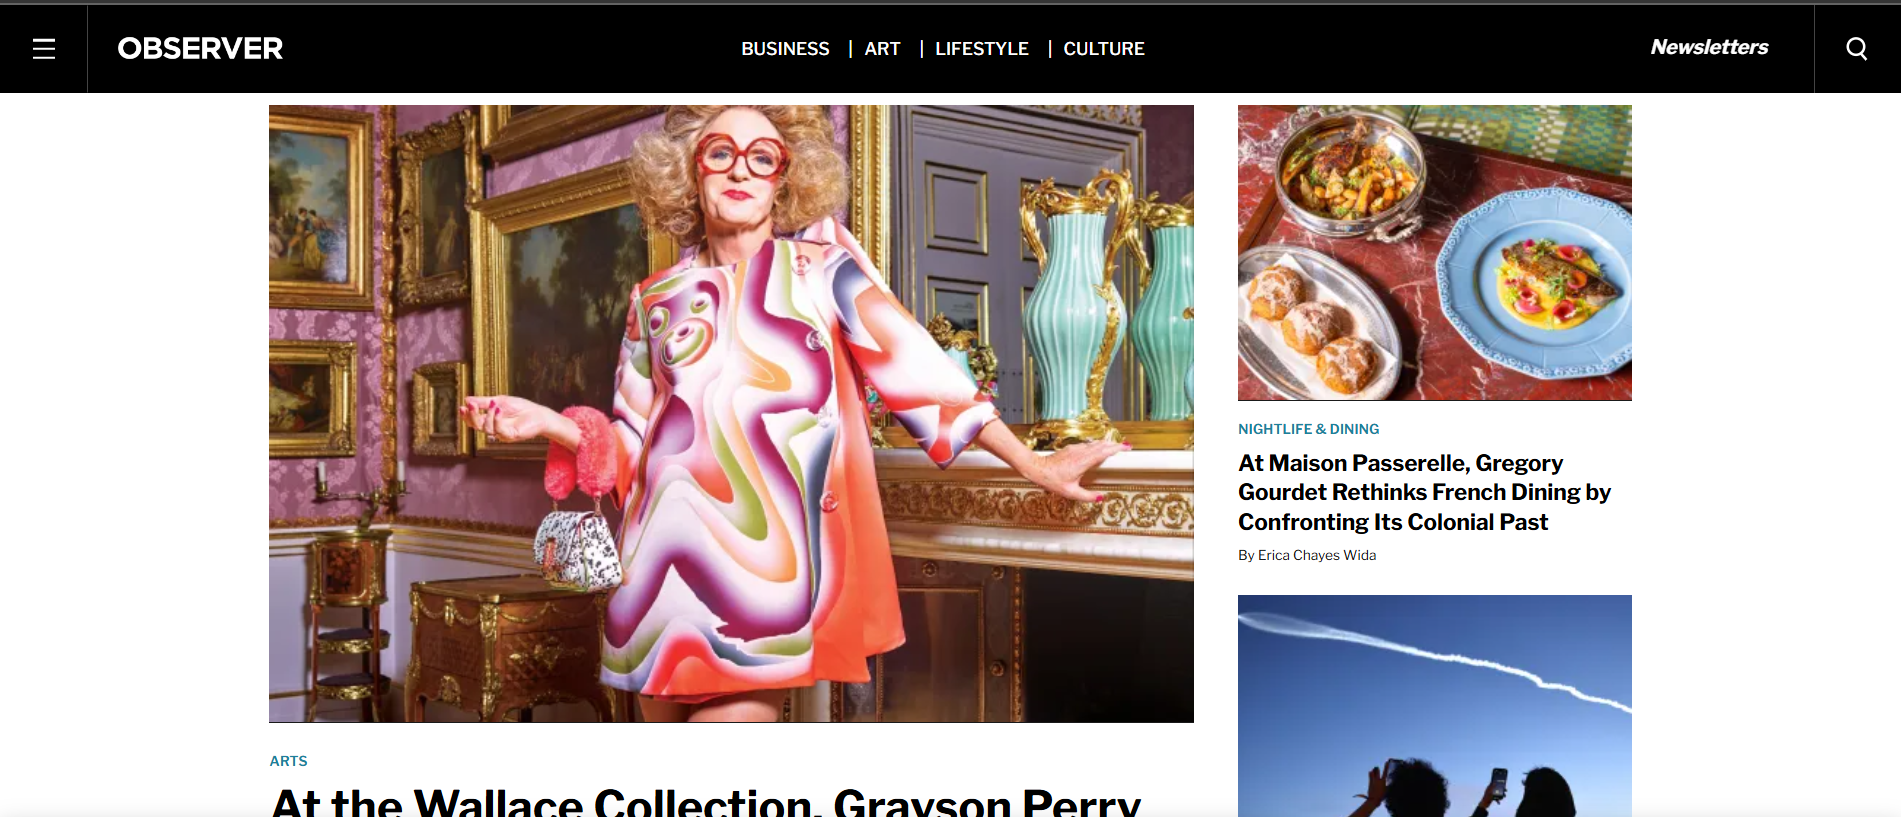 OBSERVER
BUSINESS | ART | LIFESTYLE | CULTURE
Newsletters
ARTS
At the Wallace Collection, Grayson Perry
NIGHTLIFE & DINING
At Maison Passerelle, Gregory
Gourdet Rethinks French Dining by
Confronting Its Colonial Past
By Erica Chayes Wida